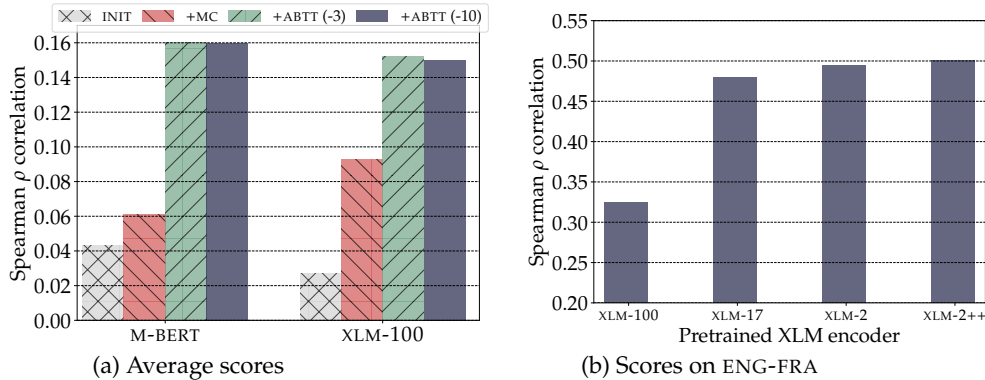 INIT +MC +ABTT (-3) +ABTT (-10)
Spearman ρ correlation
0.16
0.14
0.12
0.10
0.08
0.06
0.04
0.02
0.00
M-BERT XLM-100
(a) Average scores
Spearman ρ correlation
0.55
0.50
0.45
0.40
0.35
0.30
0.25
0.20
XLM-100 XLM-17 XLM-2 XLM-2++
Pretrained XLM encoder
(b) Scores on ENG-FRA